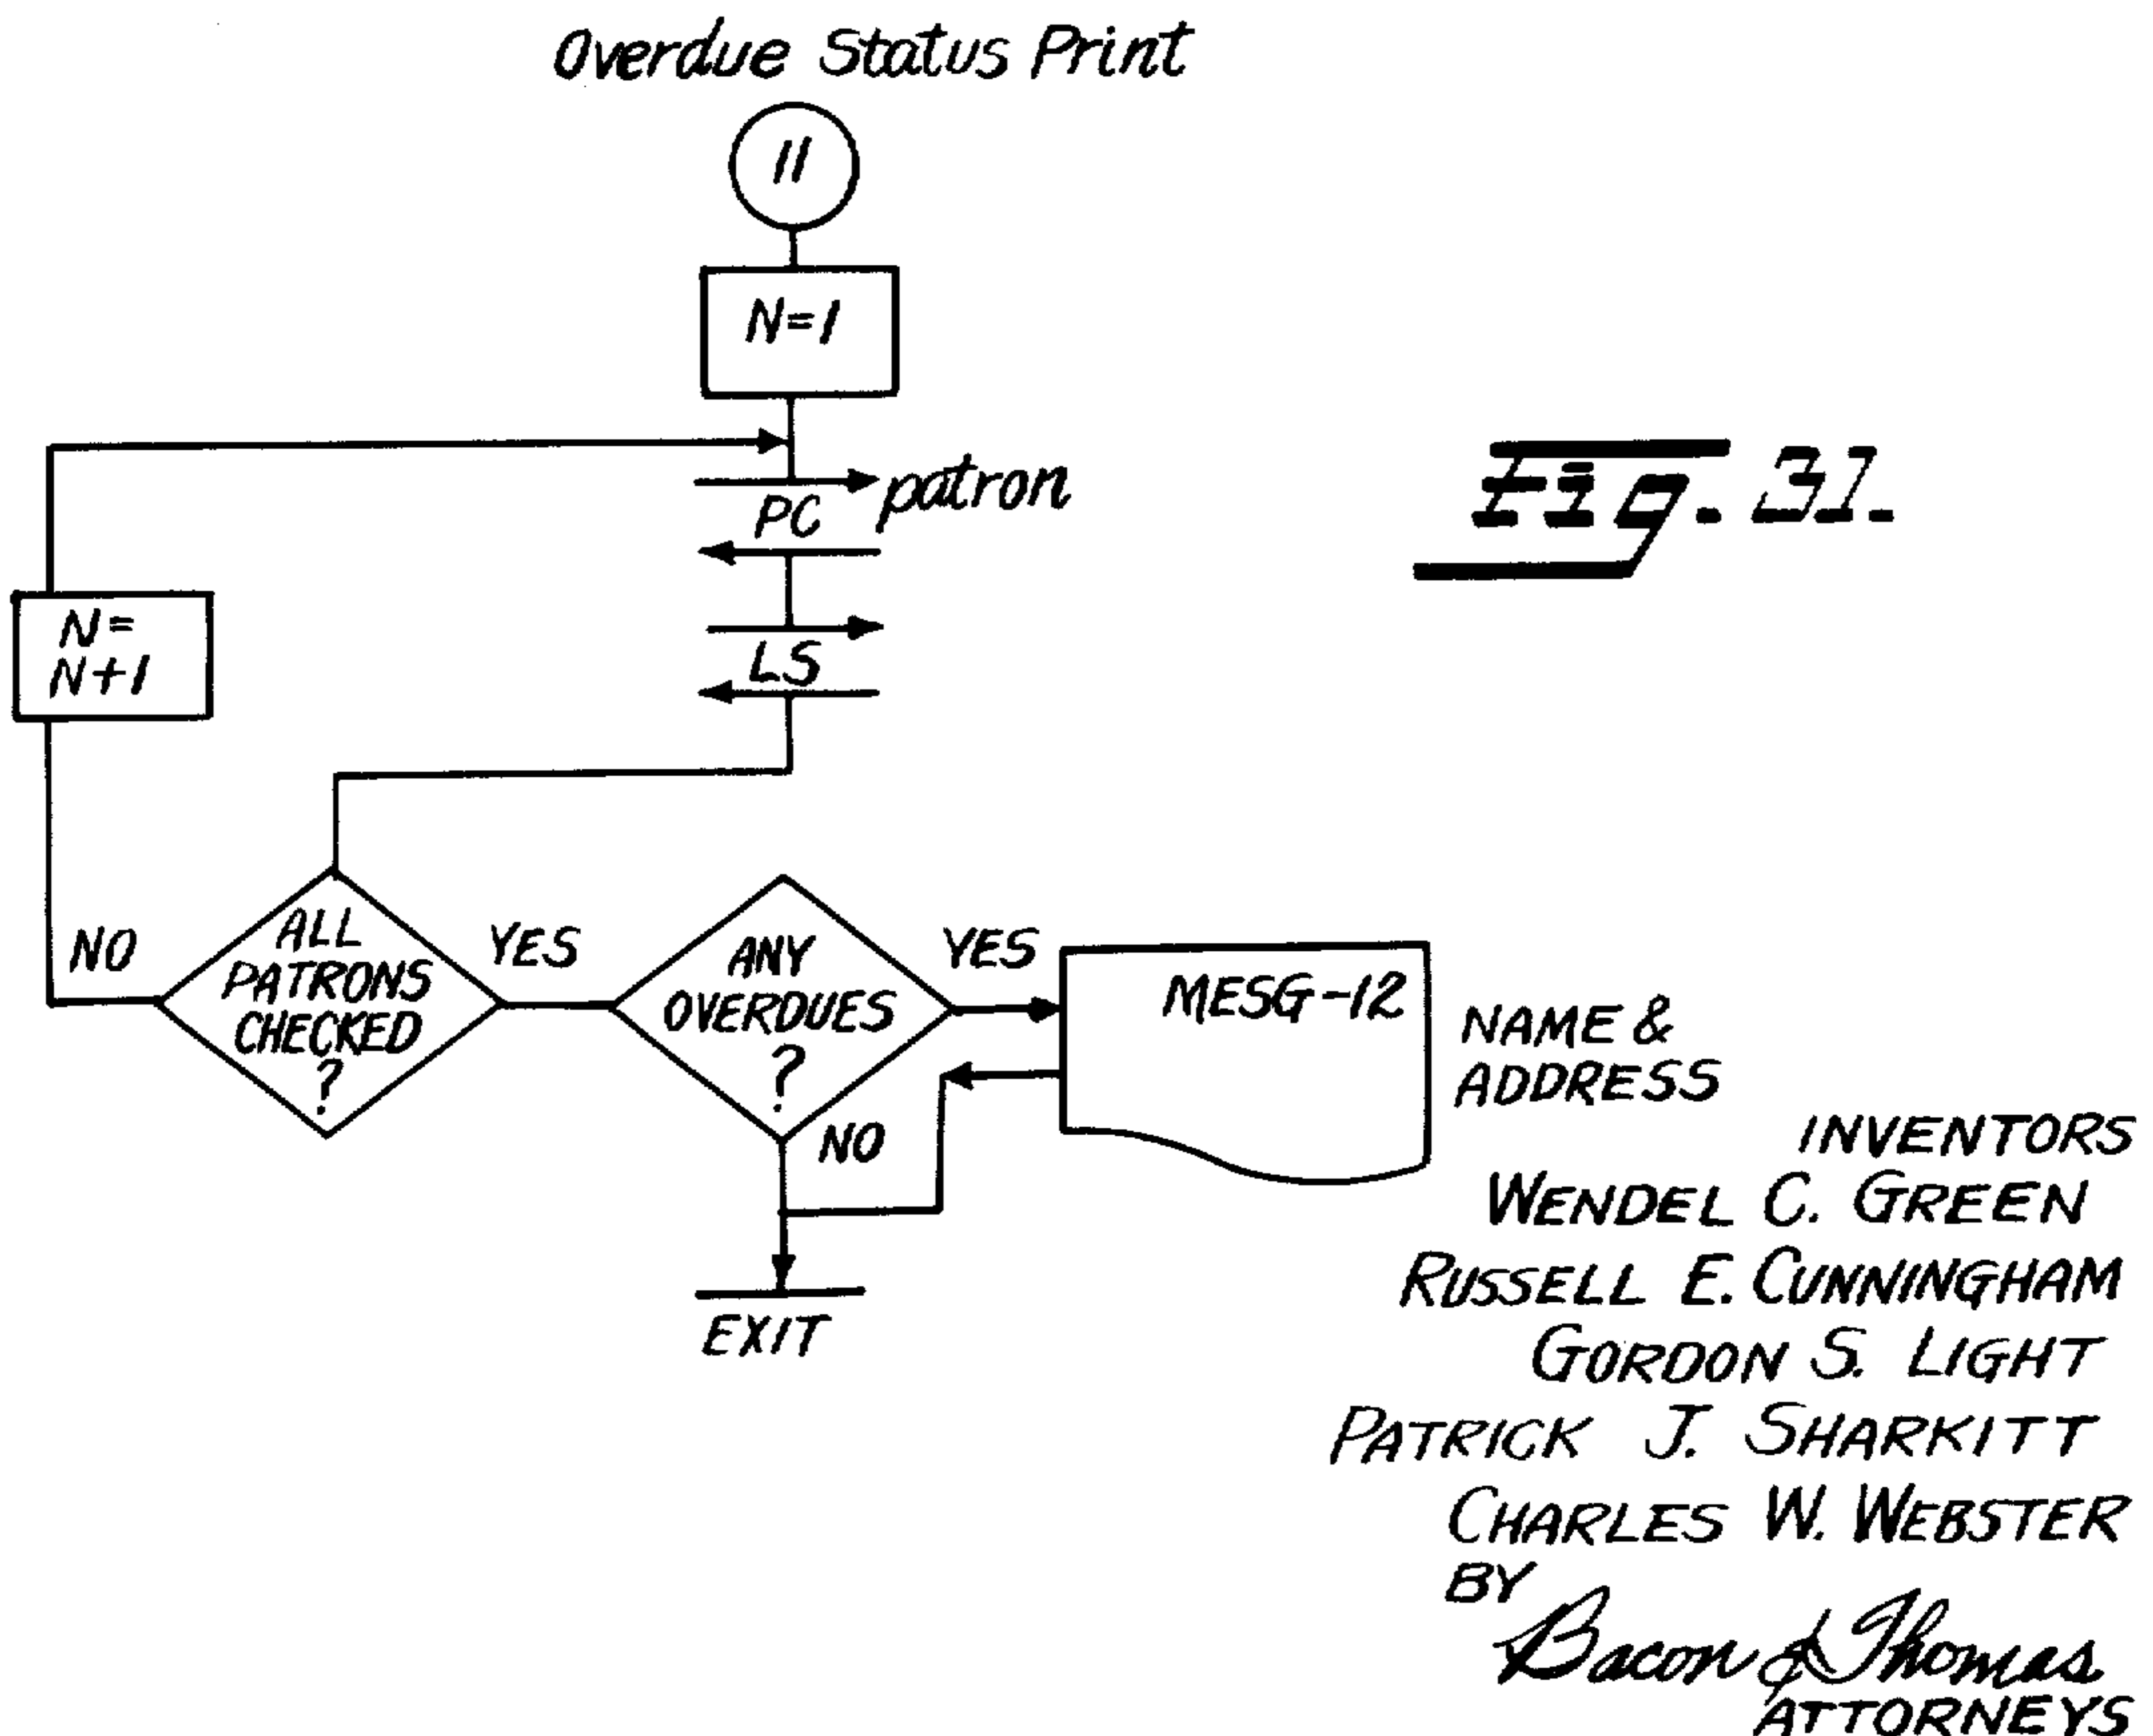 Overdue Status Print
11
N=1
patron
PC
Fig. 31.
N=
N+1
LS
NO
ALL
PATRONS
CHECKED
?
YES
ANY
OVERDUES
?
YES
NO
MESG-12
NAME &
ADDRESS
EXIT
INVENTORS
WENDEL C. GREEN
RUSSELL E. CUNNINGHAM
GORDON S. LIGHT
PATRICK J. SHARKITT
CHARLES W. WEBSTER
BY
Bacon & Thomas
ATTORNEYS